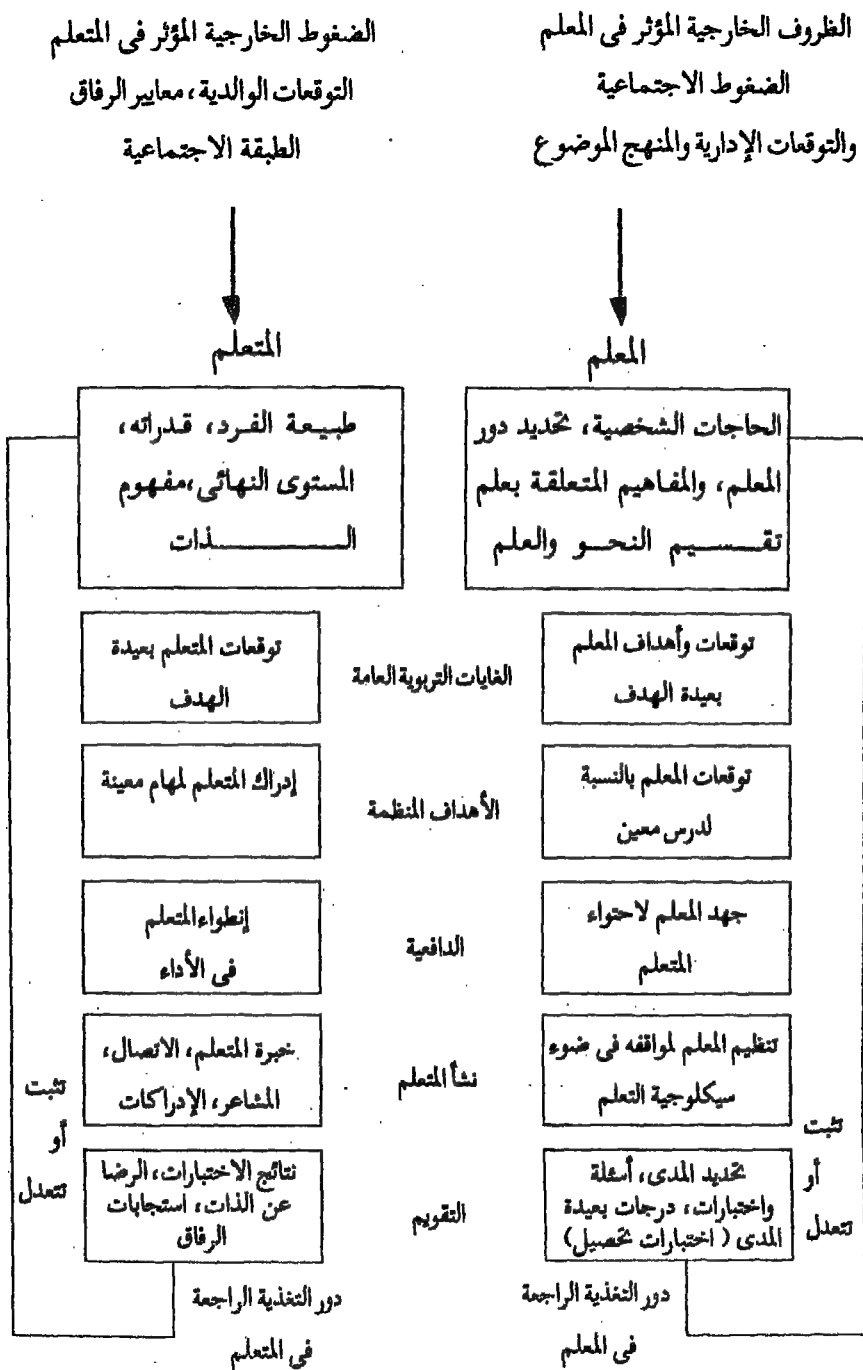 الظروف الخارجية المؤثر فى المعلم
الضغوط الاجتماعية
والتوقعات الإدارية والمنهج الموضوع
الضغوط الخارجية المؤثر فى المتعلم
التوقعات الوالدية، معايير الرفاق
الطبقة الاجتماعية
المعلم
المتعلم
الحاجات الشخصية، تحديد دور
المعلم، والمفاهيم المتعلقة بعلم
تقـــسـيم النحــو والعلم
طبـيـعـة الفـرد، قـدراته،
المستوى النهائى، مفهوم
الـــــــــذات
توقعات وأهداف المعلم
بعيدة الهدف
الغايات التربوية العامة
توقعات المتعلم بعيدة
الهدف
توقعات المعلم بالنسبة
لدرس معين
الأهداف المنظمة
إدراك المتعلم لمهام معينة
جهد المعلم لاحتواء
المتعلم
الدافعية
إنطواء المتعلم
فى الأداء
تنظيم المعلم لمواقفه فى ضوء
سيكلوجية التعلم
نشأ المتعلم
خبرة المتعلم، الاتصال،
المشاعر، الإدراكات
تثبت
أو
تتعدل
تحديد المدى، أسئلة
واختبارات، درجات بعيدة
المدى ( اختبارات تحصيل)
التقويم
نتائج الاختبارات، الرضا
عن الذات، استجابات
الرفاق
تثبت
أو
تتعدل
دور التغذية الراجعة
فى المعلم
دور التغذية الراجعة
فى المتعلم